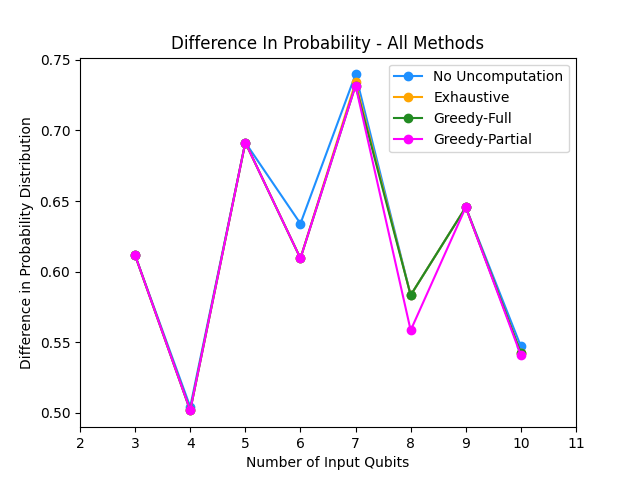 Difference In Probability - All Methods
Difference in Probability Distribution
0.75
0.70
0.65
0.60
0.55
0.50
No Uncomputation
Exhaustive
Greedy-Full
Greedy-Partial
2 3 4 5 6 7 8 9 10 11
Number of Input Qubits